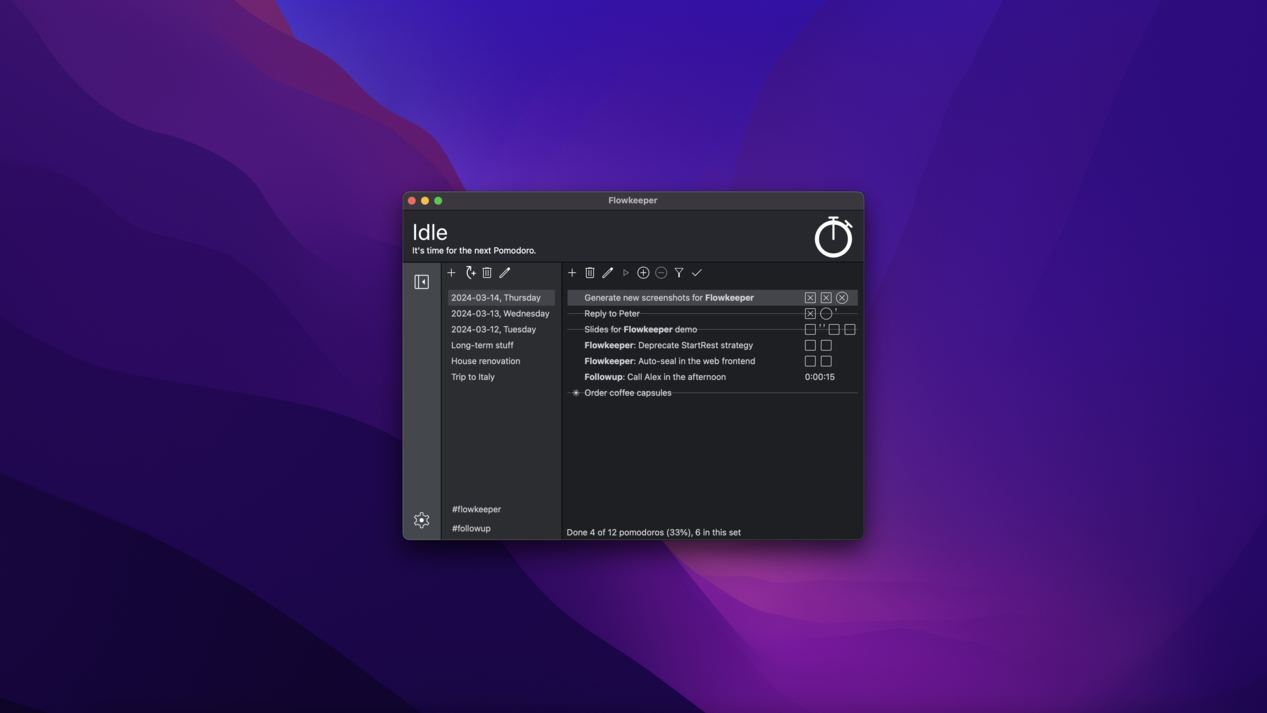 Flowkeeper
Idle
It's time for the next Pomodoro.
2024-03-14, Thursday
2024-03-13, Wednesday
2024-03-12, Tuesday
Long-term stuff
House renovation
Trip to Italy
#flowkeeper
#followup
Generate new screenshots for Flowkeeper
Reply to Peter
Slides for Flowkeeper demo
Flowkeeper: Deprecate StartRest strategy
Flowkeeper: Auto-seal in the web frontend
Followup: Call Alex in the afternoon 0:00:15
Order coffee capsules
Done 4 of 12 pomodoros (33%), 6 in this set